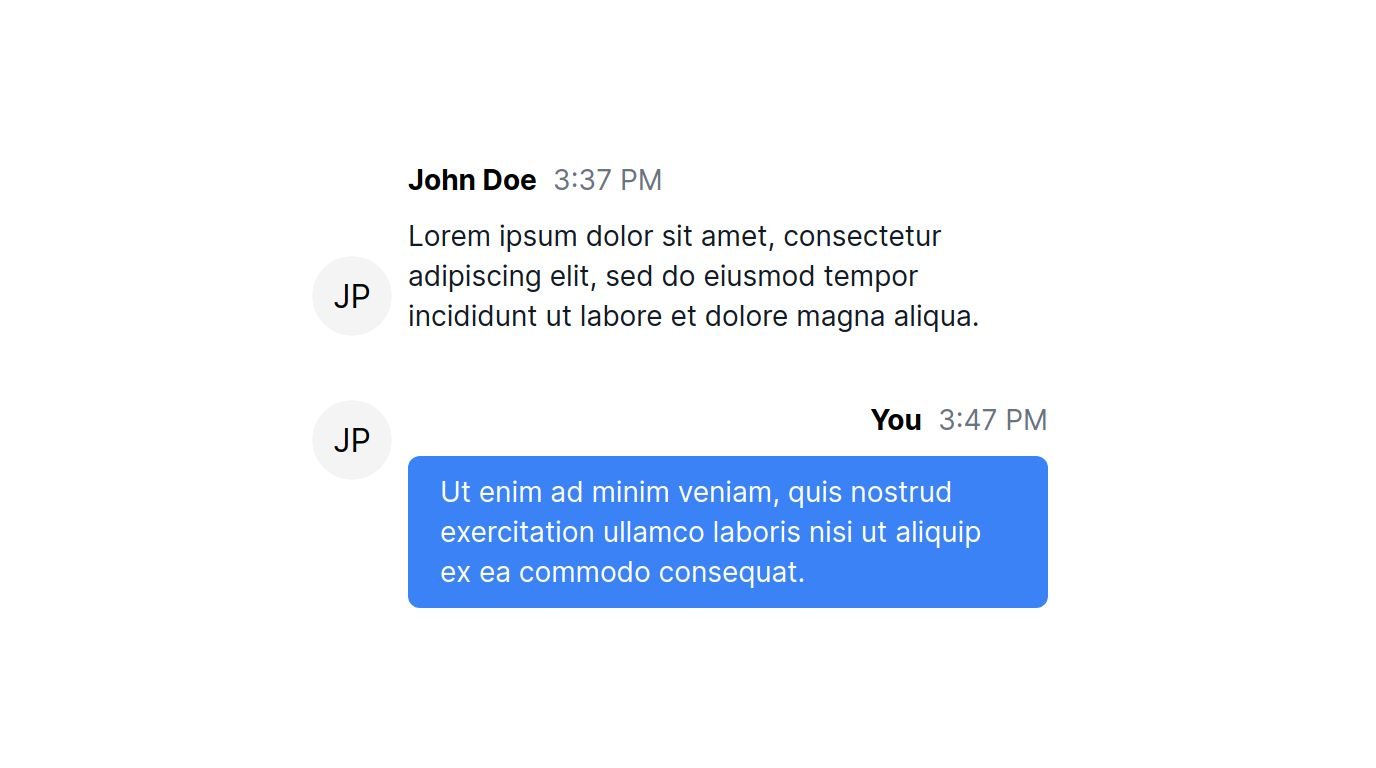 John Doe 3:37 PM
Lorem ipsum dolor sit amet, consectetur
adipiscing elit, sed do eiusmod tempor
JP
incididunt ut labore et dolore magna aliqua.
JP
You 3:47 PM
Ut enim ad minim veniam, quis nostrud
exercitation ullamco laboris nisi ut aliquip
ex ea commodo consequat.